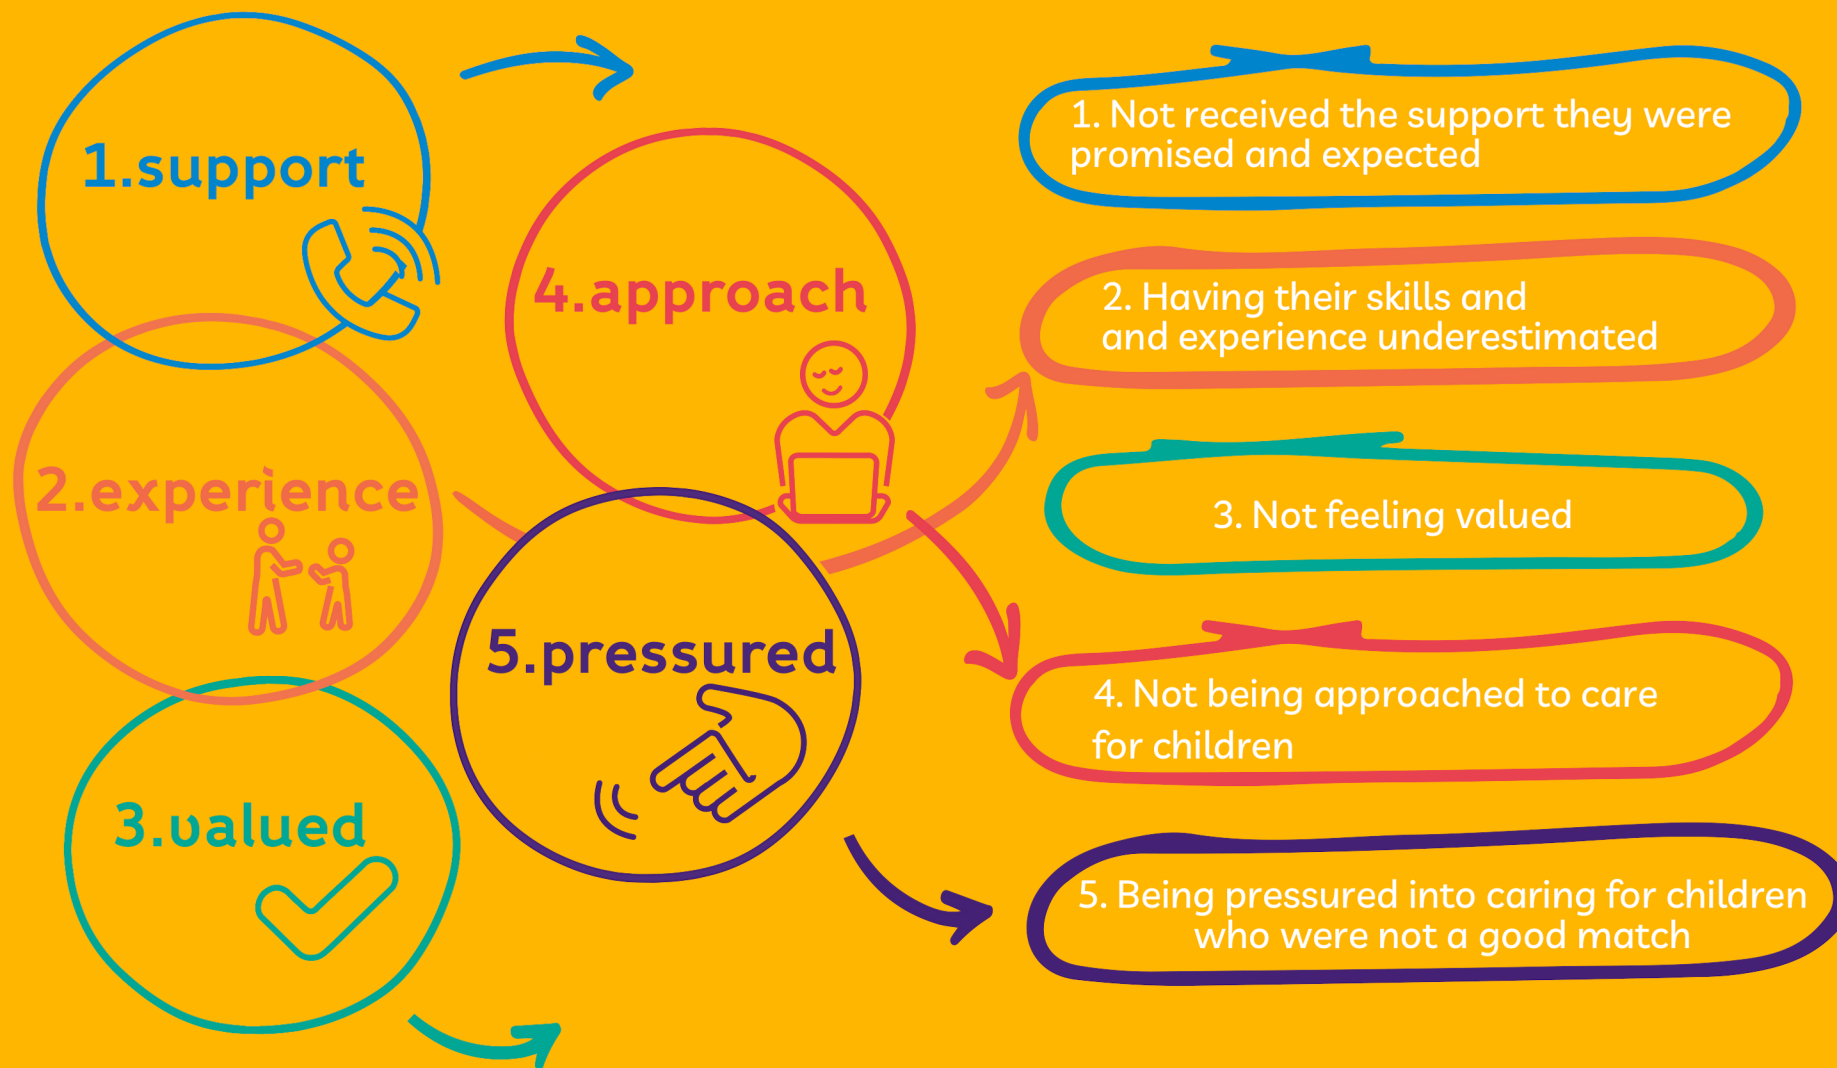 1.support
2.experience
3.valued
4.approach
5.pressured
1. Not received the support they were
promised and expected
2. Having their skills and
and experience underestimated
3. Not feeling valued
4. Not being approached to care
for children
5. Being pressured into caring for children
who were not a good match